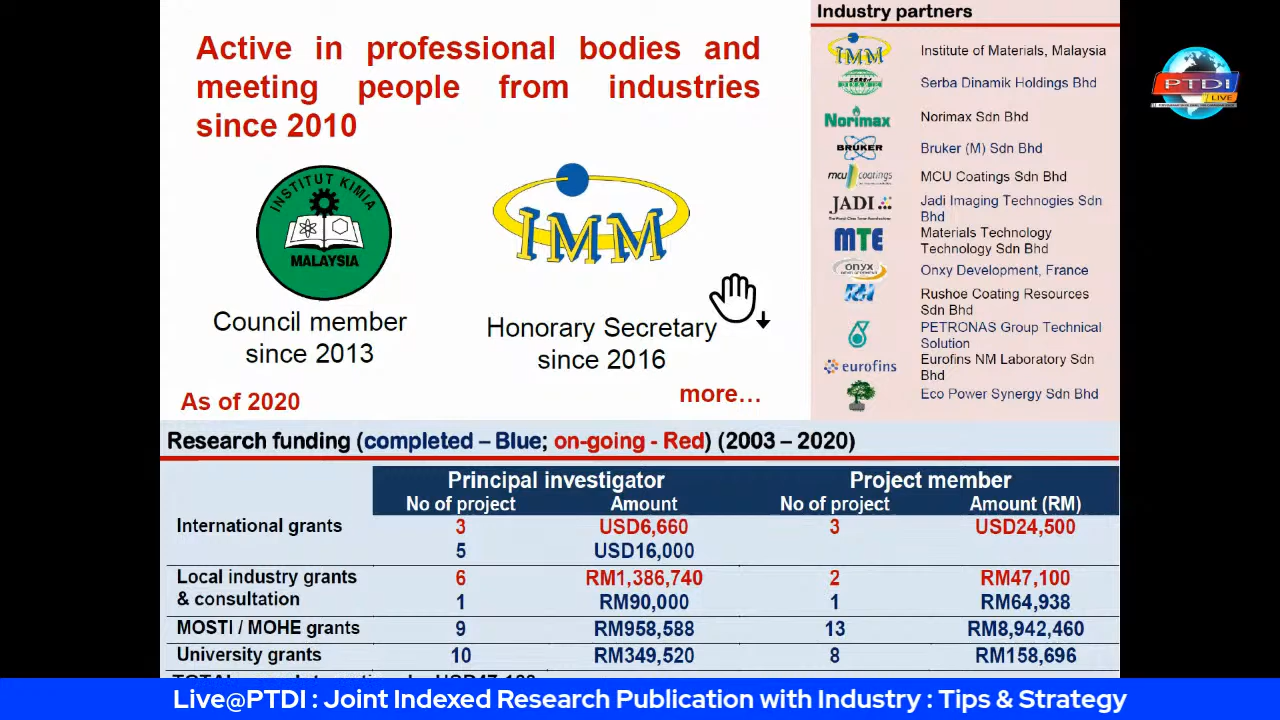 Active in professional bodies and
meeting people from industries
since 2010
INSTITUT KIMIA
MALAYSIA
Council member
since 2013
IMM
Honorary Secretary
since 2016
As of 2020
more…
Industry partners
IMM
Institute of Materials, Malaysia
Serba Dinamik Holdings Bhd
Norimax
Norimax Sdn Bhd
BRUKER
Bruker (M) Sdn Bhd
mcu coatings
MCU Coatings Sdn Bhd
JADI
Jadi Imaging Technogies Sdn
Bhd
MTE
Materials Technology
Technology Sdn Bhd
onyx
Onxy Development, France
Rushoe Coating Resources
Sdn Bhd
PETRONAS Group Technical
Solution
eurofins
Eurofins NM Laboratory Sdn
Bhd
Eco Power Synergy Sdn Bhd
PTDI
LIVE
Research funding (completed – Blue; on-going - Red) (2003 – 2020)
Principal investigator Project member
No of project Amount No of project Amount (RM)
International grants 3 USD6,660 3 USD24,500
5 USD16,000
Local industry grants 6 RM1,386,740 2 RM47,100
& consultation 1 RM90,000 1 RM64,938
MOSTI / MOHE grants 9 RM958,588 13 RM8,942,460
University grants 10 RM349,520 8 RM158,696
Live@PTDI : Joint Indexed Research Publication with Industry : Tips & Strategy